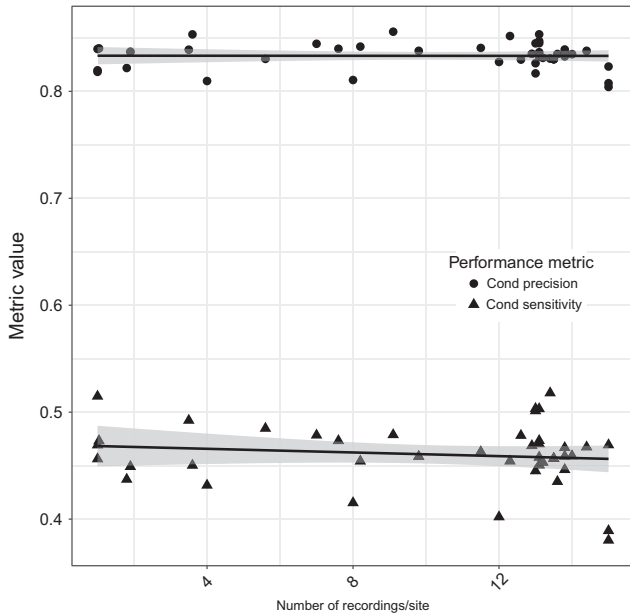 Metric value
0.8
0.7
0.6
0.5
0.4
Performance metric
Cond precision
Cond sensitivity
4
8
12
Number of recordings/site